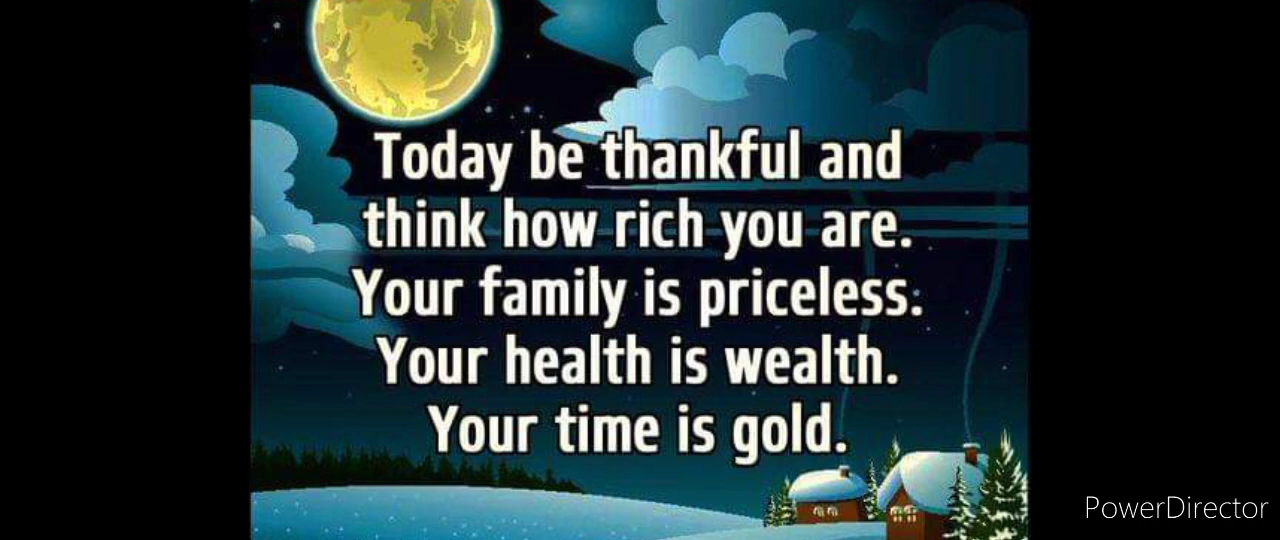 Today be thankful and
think how rich you are.
Your family is priceless.
Your health is wealth.
Your time is gold.
PowerDirector